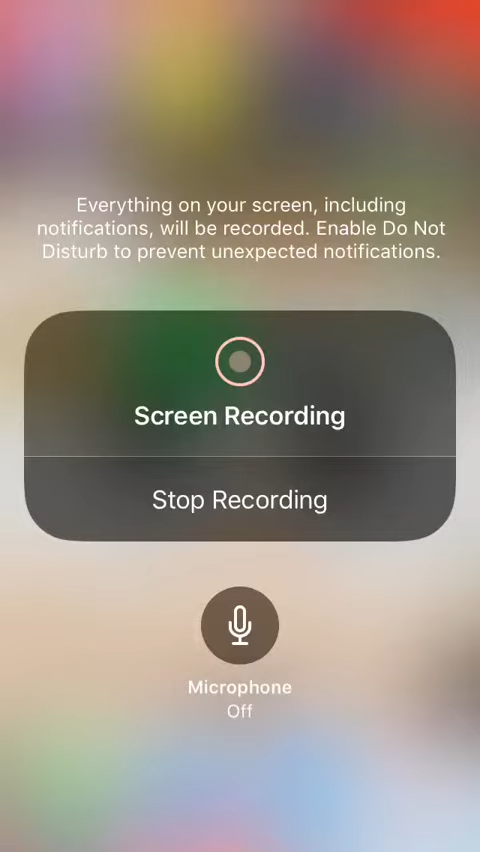 Everything on your screen, including
notifications, will be recorded. Enable Do Not
Disturb to prevent unexpected notifications.
Screen Recording
Stop Recording
Microphone
Off